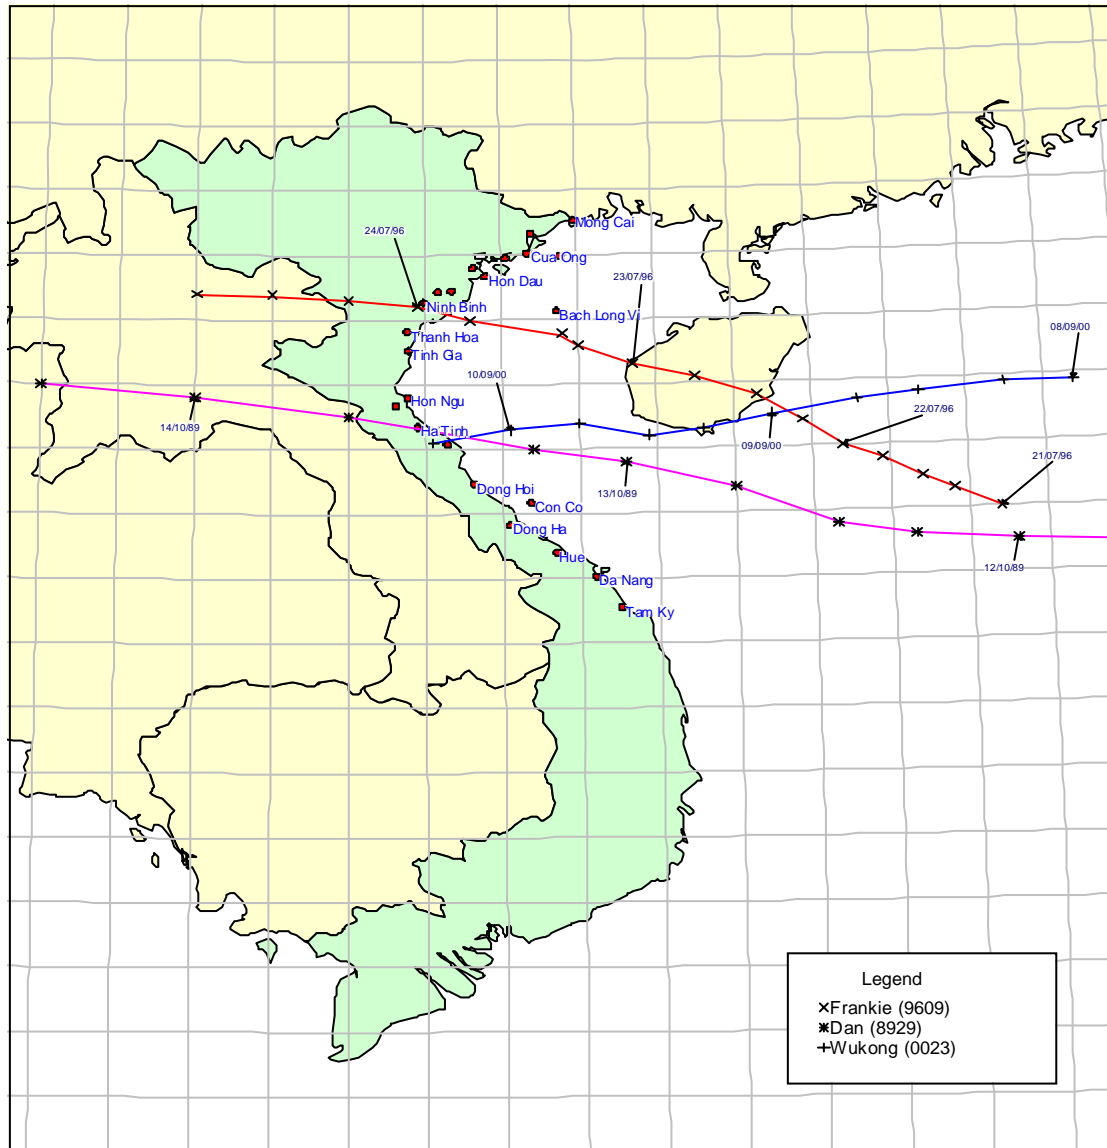 Mong Cai
24/07/96
Cua Ong
23/07/96
Hon Dau
Ninh Binh
Bach Long Vi
08/09/00
Thanh Hoa
Tinh Gia
10/09/00
Hon Ngu
22/07/96
14/10/89
Ha Tinh
09/09/00
21/07/96
Dong Hoi
13/10/89
Con Co
Dong Ha
Hue
12/10/89
Da Nang
Tam Ky
Legend
Frankie (9609)
Dan (8929)
Wukong (0023)